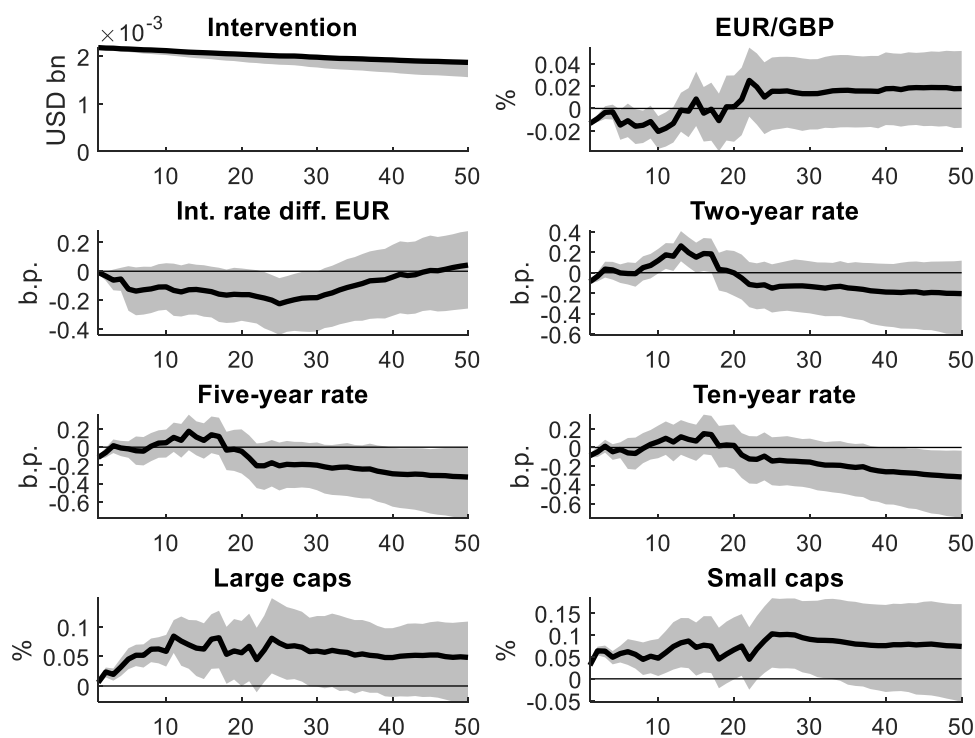 Intervention
×10⁻³
USD bn
2
1
0
10 20 30 40 50
EUR/GBP
%
0.04
0.02
0
-0.02
10 20 30 40 50
Int. rate diff. EUR
b.p.
0.2
0
-0.2
-0.4
10 20 30 40 50
Two-year rate
b.p.
0.4
0.2
0
-0.2
-0.4
-0.6
10 20 30 40 50
Five-year rate
b.p.
0.2
0
-0.2
-0.4
-0.6
10 20 30 40 50
Ten-year rate
b.p.
0.2
0
-0.2
-0.4
-0.6
10 20 30 40 50
Large caps
%
0.1
0.05
0
10 20 30 40 50
Small caps
%
0.15
0.10
0.05
0
-0.05
10 20 30 40 50